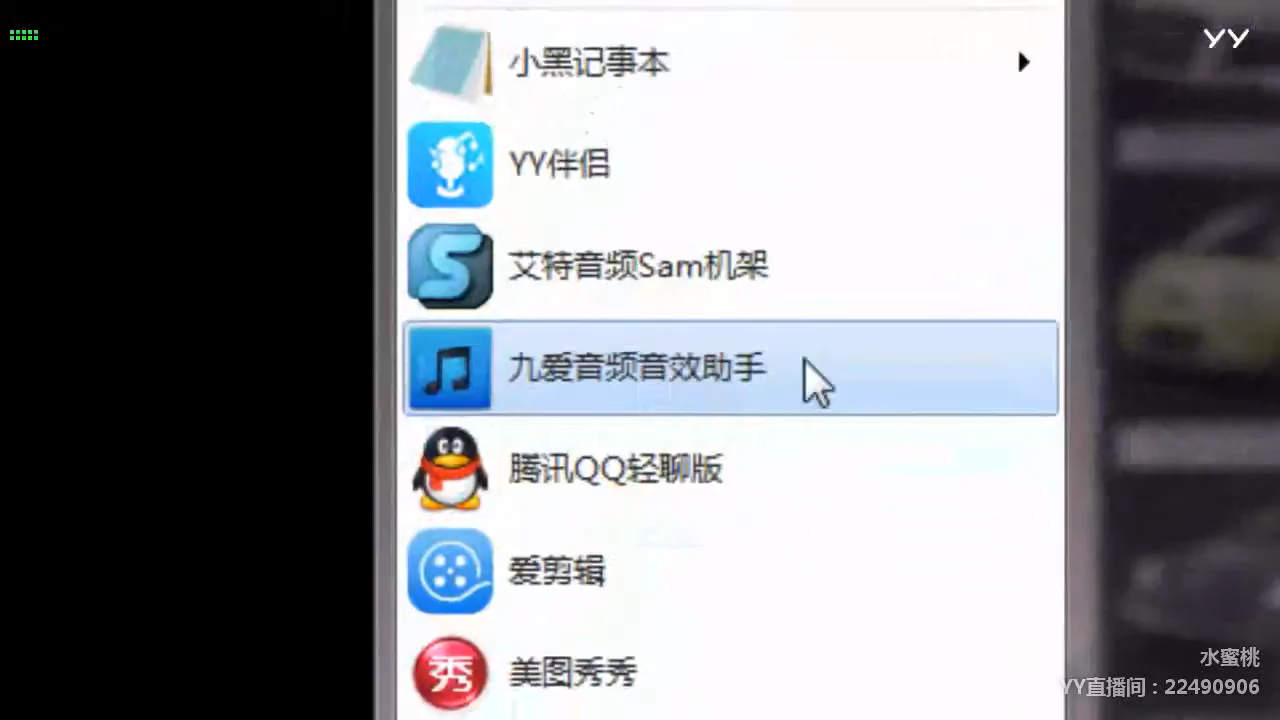 YY
小黑记事本
YY伴侣
艾特音频Sam机架
九爱音频音效助手
腾讯QQ轻聊版
爱剪辑
秀
美图秀秀
水蜜桃
YY直播间：22490906